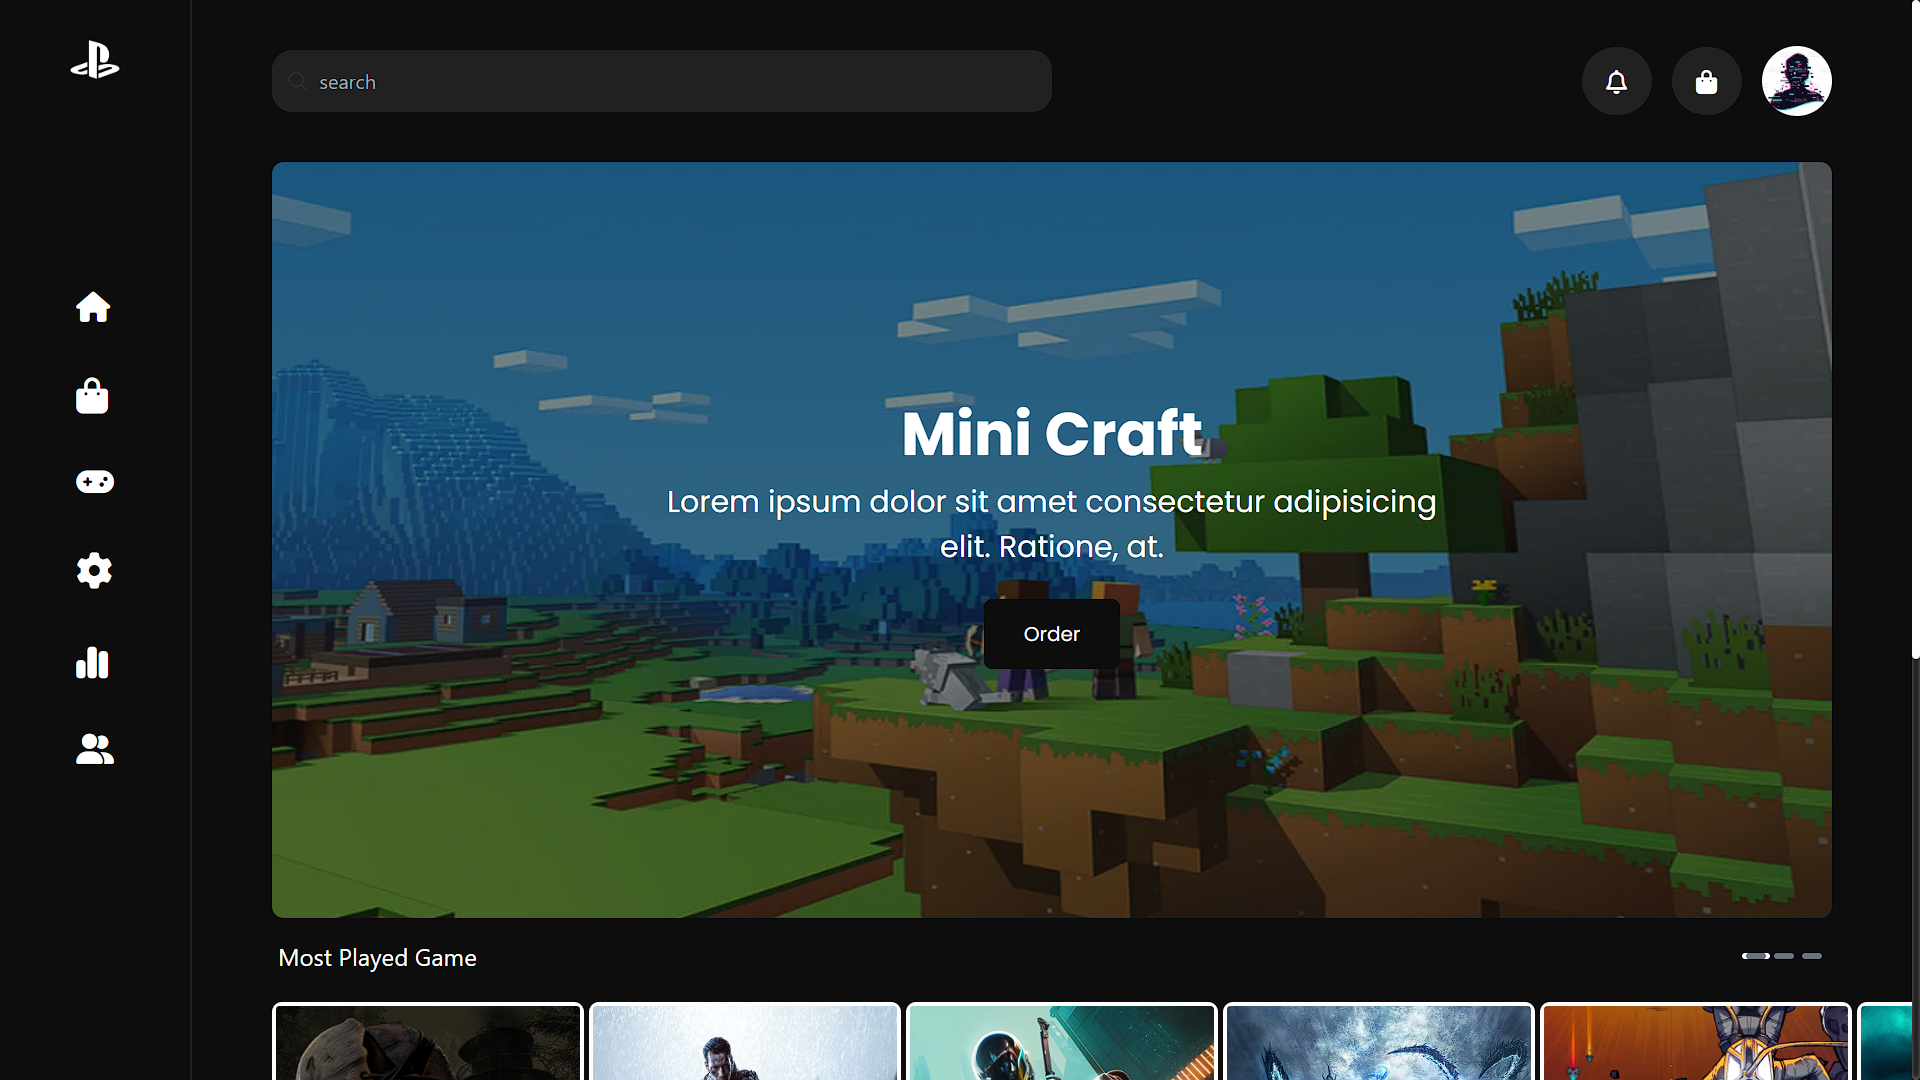 search
Mini Craft
Lorem ipsum dolor sit amet consectetur adipisicing
elit. Ratione, at.
Order
Most Played Game